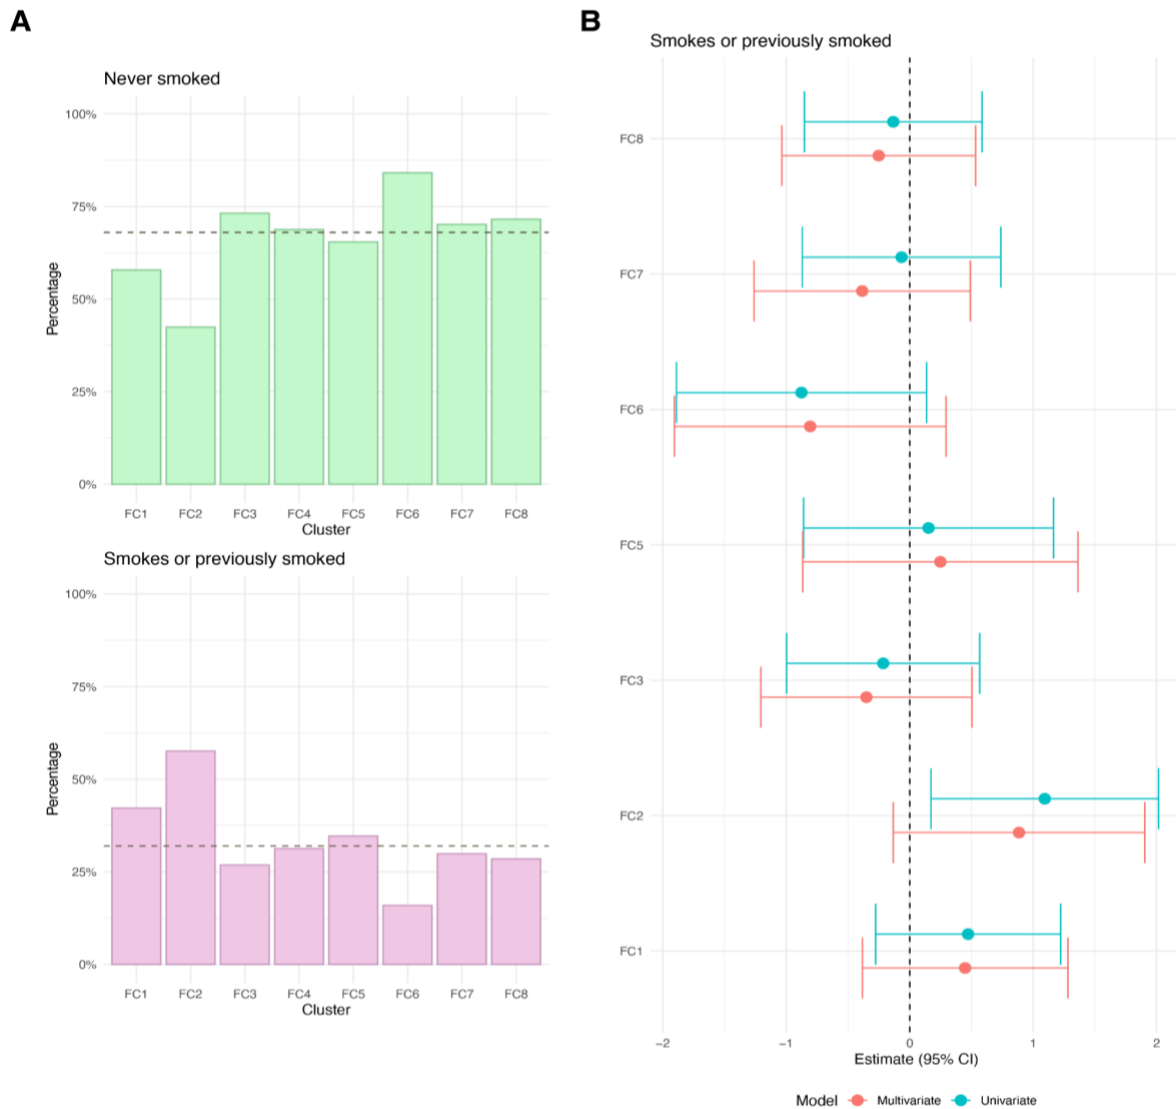 A
Never smoked
100%
75%
50%
25%
0%
Percentage
FC1 FC2 FC3 FC4 FC5 FC6 FC7 FC8
Cluster
Smokes or previously smoked
100%
75%
50%
25%
0%
Percentage
FC1 FC2 FC3 FC4 FC5 FC6 FC7 FC8
Cluster
B
Smokes or previously smoked
FC8
FC7
FC6
FC5
FC3
FC2
FC1
−2 −1 0 1 2
Estimate (95% CI)
Model Multivariate Univariate